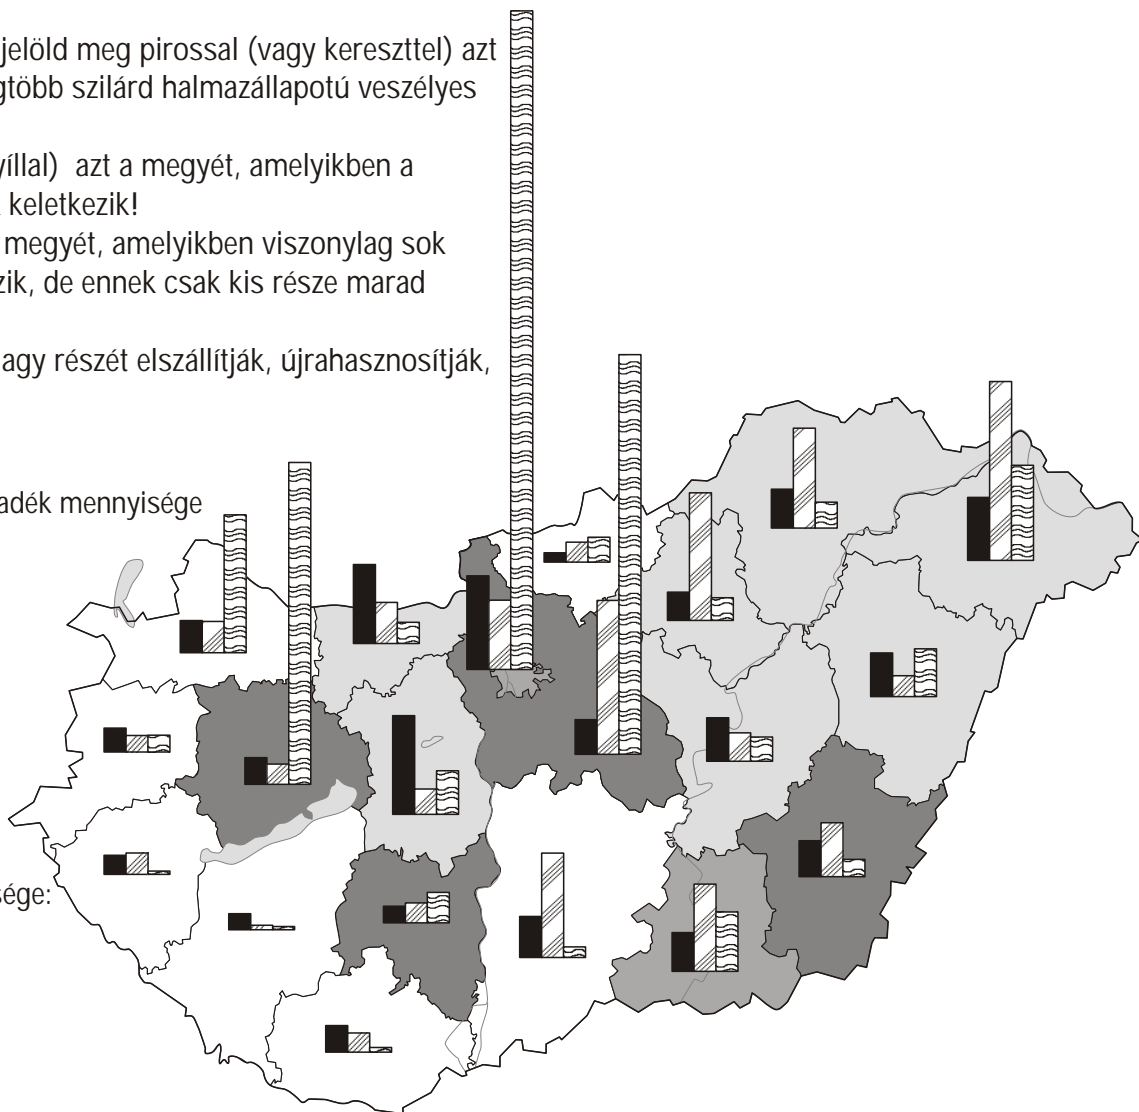 jelöld meg pirossal (vagy kereszttel) azt
gtöbb szilárd halmazállapotú veszélyes
yíllal) azt a megyét, amelyikben a
keletkezik!
megyét, amelyikben viszonylag sok
zik, de ennek csak kis része marad
agy részét elszállítják, újrahasznosítják,
adék mennyisége
sége: